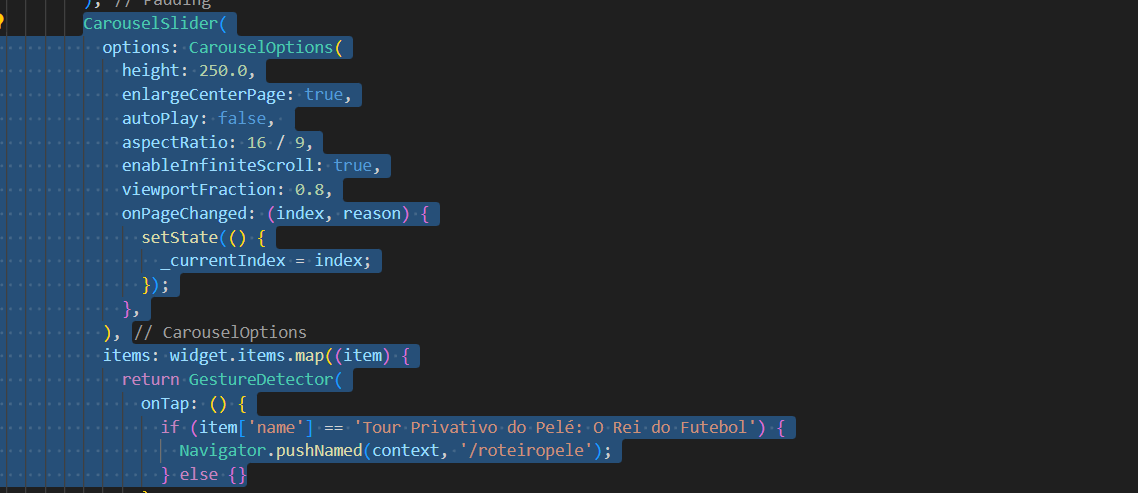 ), // Padding
CarouselSlider(
options: CarouselOptions(
height: 250.0,
enlargeCenterPage: true,
autoPlay: false,
aspectRatio: 16 / 9,
enableInfiniteScroll: true,
viewportFraction: 0.8,
onPageChanged: (index, reason) {
setState(() {
_currentIndex = index;
});
},
), // CarouselOptions
items: widget.items.map((item) {
return GestureDetector(
onTap: () {
if (item['name'] == 'Tour Privativo do Pelé: O Rei do Futebol') {
Navigator.pushNamed(context, '/roteiropele');
} else {}